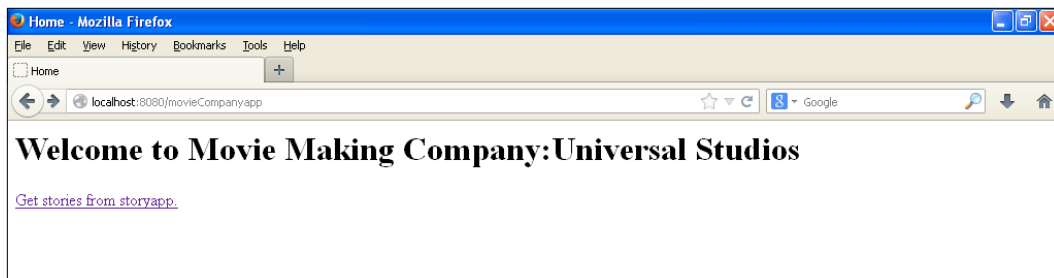 Home - Mozilla Firefox
File Edit View History Bookmarks Tools Help
Home
localhost:8080/movieCompanyapp
Google
Welcome to Movie Making Company:Universal Studios
Get stories from storyapp.